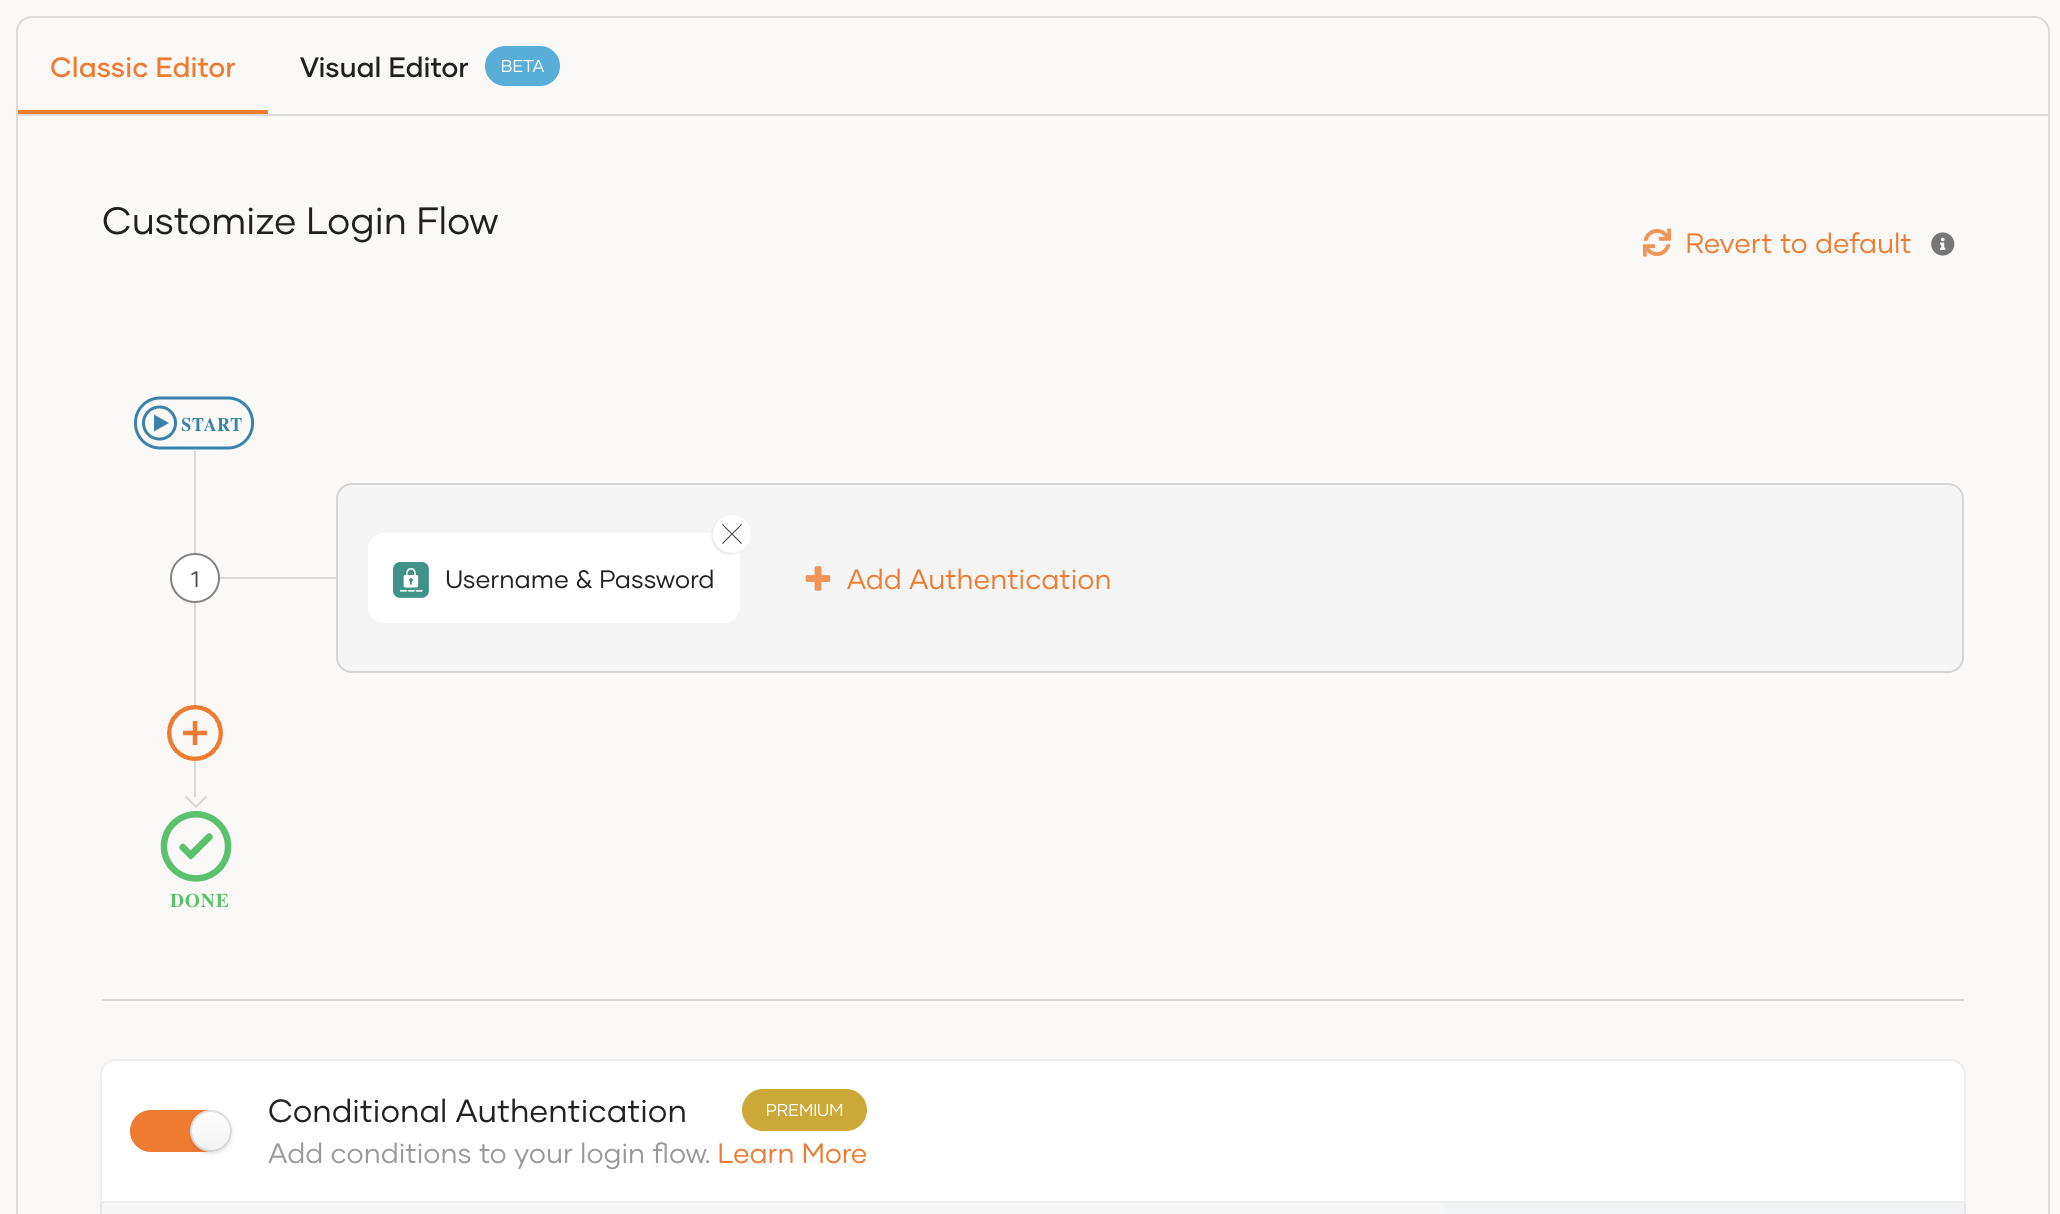 Classic Editor
Visual Editor
BETA
Customize Login Flow
Revert to default
START
1
Username & Password
Add Authentication
DONE
Conditional Authentication
PREMIUM
Add conditions to your login flow. Learn More